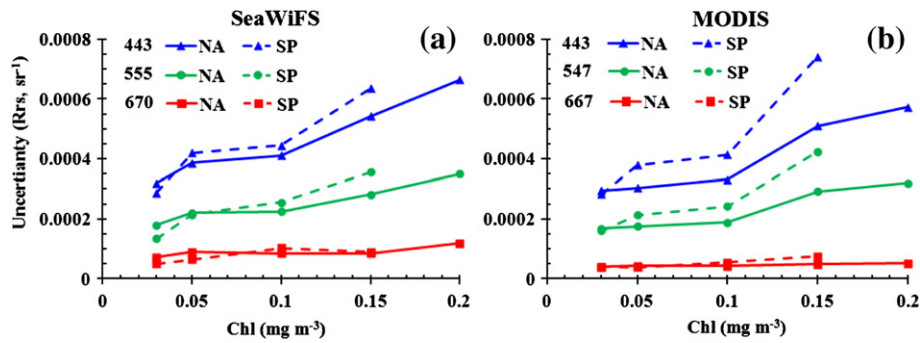 SeaWiFS
(a)
443 NA SP
555 NA SP
670 NA SP
Uncertianty (Rrs, sr-1)
0.0008
0.0006
0.0004
0.0002
0
0 0.05 0.1 0.15 0.2
Chl (mg m-3)
MODIS
(b)
443 NA SP
547 NA SP
667 NA SP
0.0008
0.0006
0.0004
0.0002
0
0 0.05 0.1 0.15 0.2
Chl (mg m-3)